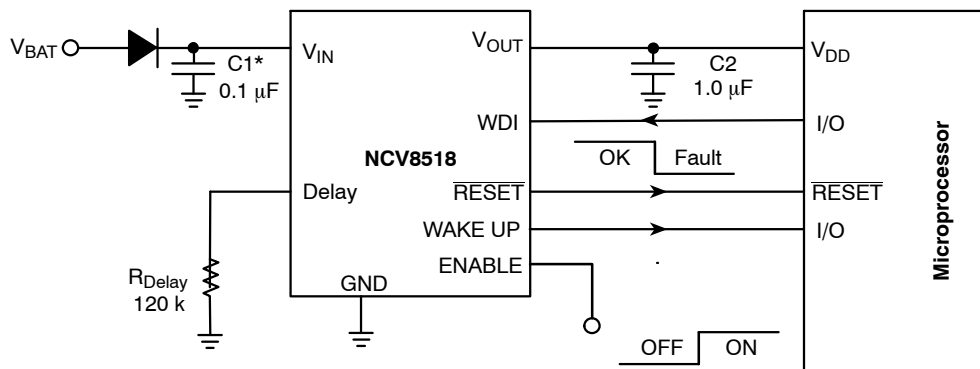 V_BAT
C1*
0.1 μF
V_IN
V_OUT
C2
1.0 μF
V_DD
WDI
I/O
OK
Fault
NCV8518
Delay
RESET
RESET
WAKE UP
I/O
ENABLE
R_Delay
120 k
GND
OFF
ON
Microprocessor